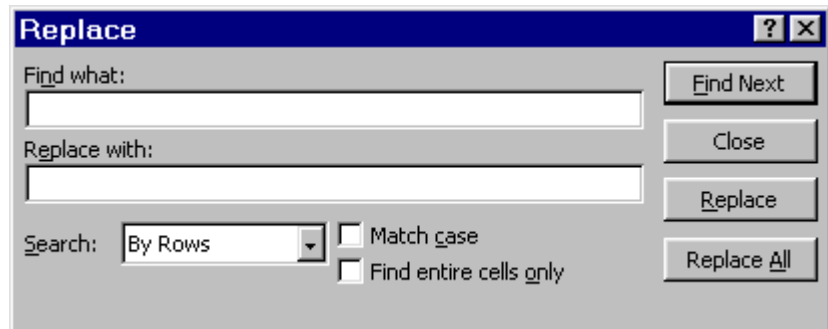 Replace
Find what:
Find Next
Replace with:
Close
Replace
Search: By Rows
Match case
Find entire cells only
Replace All